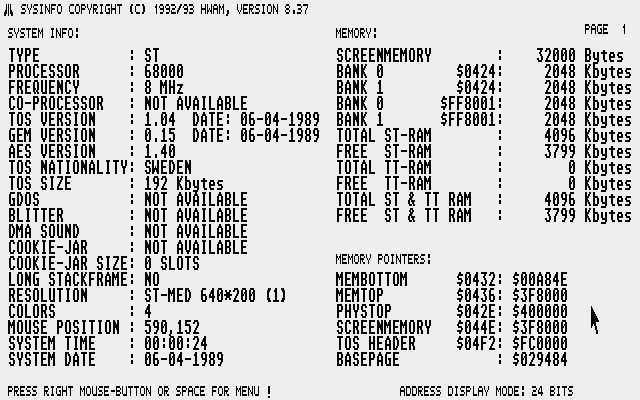 SYSINFO COPYRIGHT (C) 1992/93 HWAM, VERSION 8.37
SYSTEM INFO:
TYPE : ST
PROCESSOR : 68000
FREQUENCY : 8 MHz
CO-PROCESSOR : NOT AVAILABLE
TOS VERSION : 1.04 DATE: 06-04-1989
GEM VERSION : 0.15 DATE: 06-04-1989
AES VERSION : 1.40
TOS NATIONALITY: SWEDEN
TOS SIZE : 192 Kbytes
GDOS : NOT AVAILABLE
BLITTER : NOT AVAILABLE
DMA SOUND : NOT AVAILABLE
COOKIE-JAR : NOT AVAILABLE
COOKIE-JAR SIZE: 0 SLOTS
LONG STACKFRAME: NO
RESOLUTION : ST-MED 640*200 (1)
COLORS : 4
MOUSE POSITION : 590,152
SYSTEM TIME : 00:00:24
SYSTEM DATE : 06-04-1989
MEMORY: PAGE 1
SCREENMEMORY : 32000 Bytes
BANK 0 $0424: 2048 Kbytes
BANK 1 $0424: 2048 Kbytes
BANK 0 $FF8001: 2048 Kbytes
BANK 1 $FF8001: 2048 Kbytes
TOTAL ST-RAM : 4096 Kbytes
FREE ST-RAM : 3799 Kbytes
TOTAL TT-RAM : 0 Kbytes
FREE TT-RAM : 0 Kbytes
TOTAL ST & TT RAM : 4096 Kbytes
FREE ST & TT RAM : 3799 Kbytes
MEMORY POINTERS:
MEMBOTTOM $0432: $00A84E
MEMTOP $0436: $3F8000
PHYSTOP $042E: $400000
SCREENMEMORY $044E: $3F8000
TOS HEADER $04F2: $FC0000
BASEPAGE : $029484
PRESS RIGHT MOUSE-BUTTON OR SPACE FOR MENU ! ADDRESS DISPLAY MODE: 24 BITS